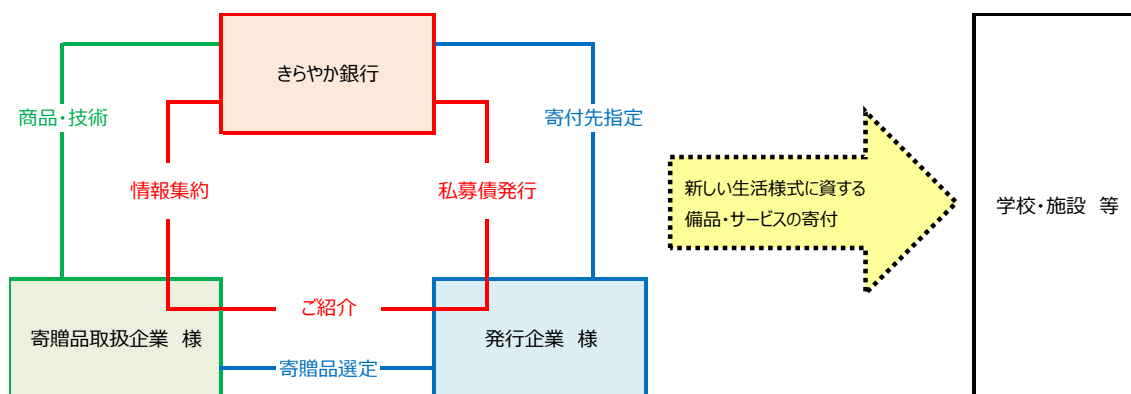 きらやか銀行
商品・技術
寄付先指定
情報集約
私募債発行
新しい生活様式に資する
備品・サービスの寄付
学校・施設　等
ご紹介
寄贈品取扱企業　様
発行企業　様
寄贈品選定